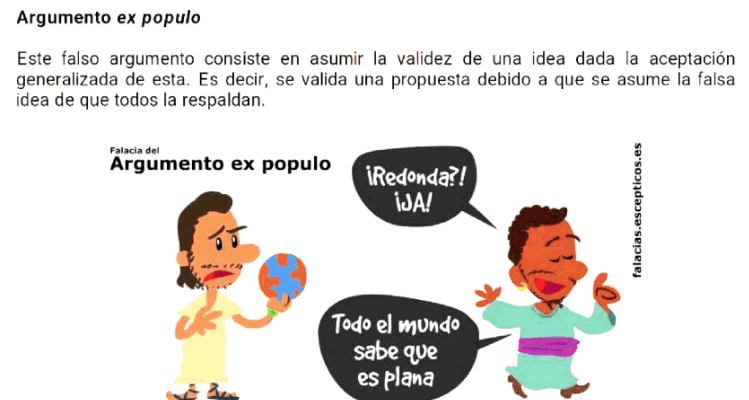 Argumento ex populo
Este falso argumento consiste en asumir la validez de una idea dada la aceptación
generalizada de esta. Es decir, se valida una propuesta debido a que se asume la falsa
idea de que todos la respaldan.
Falacia del
Argumento ex populo
¡Redonda?!
¡JA!
Todo el mundo
sabe que
es plana
falacias.escepticos.es